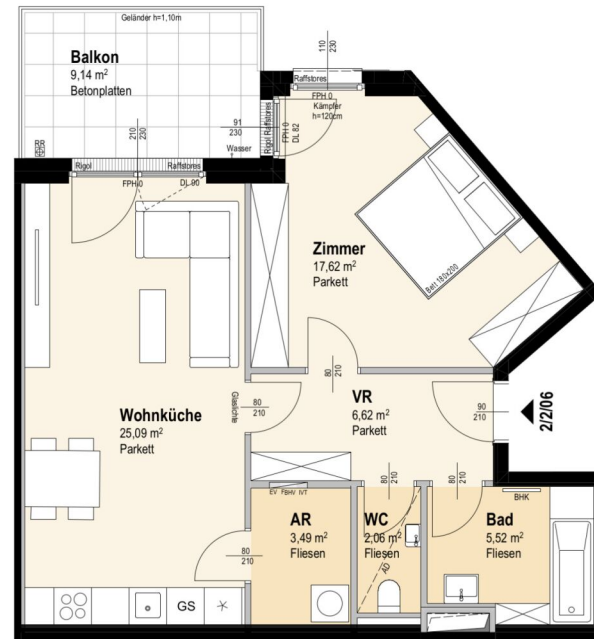 Geländer h=1,10m
Balkon
9,14 m²
Betonplatten
110
230
Raffstores
FPH 0
Kämpfer
h=120cm
91
230
Rigol Raffstores
FPH 0
DL 82
Wasser
210
230
Rigol
Raffstores
FPH 0
DL 90
Zimmer
17,62 m²
Parkett
Bett 180x200
80
210
VR
6,62 m²
Parkett
90
210
2/2/06
Wohnküche
25,09 m²
Parkett
Glaslichte
80
210
80
210
80
210
EV FBHV IVT
BHK
AR
3,49 m²
Fliesen
WC
2,06 m²
Fliesen
AD
Bad
5,52 m²
Fliesen
80
210
GS